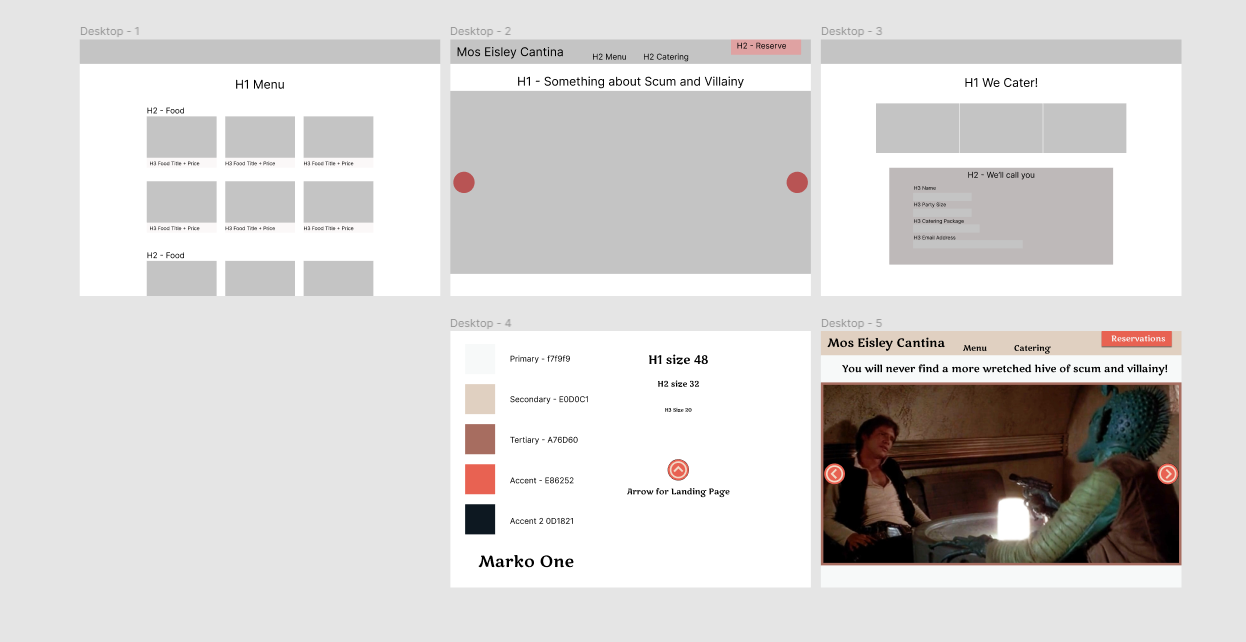 Desktop - 1
H1 Menu
H2 - Food
H3 Food Title + Price
H3 Food Title + Price
H3 Food Title + Price
H3 Food Title + Price
H3 Food Title + Price
H3 Food Title + Price
H2 - Food
Desktop - 2
Mos Eisley Cantina
H2 Menu
H2 Catering
H2 - Reserve
H1 - Something about Scum and Villainy
Desktop - 3
H1 We Cater!
H2 - We'll call you
H3 Name
H3 Party Size
H3 Catering Package
H3 Email Address
Desktop - 4
Primary - f7f9f9
Secondary - E0D0C1
Tertiary - A76D60
Accent - E86252
Accent 2 0D1821
Marko One
H1 size 48
H2 size 32
H3 Size 20
Arrow for Landing Page
Desktop - 5
Mos Eisley Cantina
Menu
Catering
Reservations
You will never find a more wretched hive of scum and villainy!